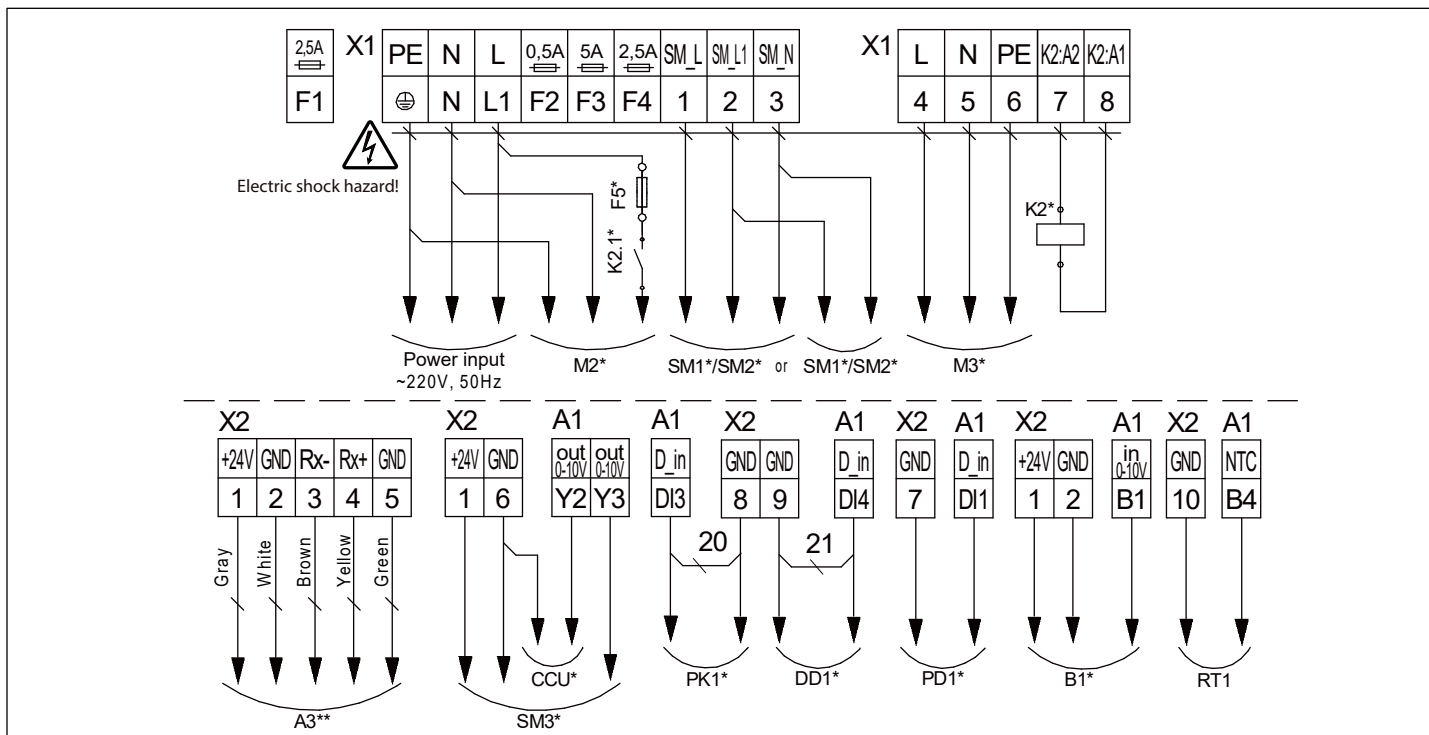 2,5A X1 PE N L 0,5A 5A 2,5A SM_L SM_L1 SM_N X1 L N PE K2:A2 K2:A1
F1 N L1 F2 F3 F4 1 2 3 4 5 6 7 8
Electric shock hazard!
F5*
K2.1*
K2*
Power input
~220V, 50Hz
M2* SM1*/SM2* or SM1*/SM2* M3*
X2 X2 A1 A1 X2 A1 X2 A1 X2 A1 X2 A1
+24V GND Rx- Rx+ GND +24V GND out 0-10V out 0-10V D_in GND GND D_in GND D_in +24V GND in 0-10V GND NTC
1 2 3 4 5 1 6 Y2 Y3 DI3 8 9 DI4 7 DI1 1 2 B1 10 B4
Gray White Brown Yellow Green
20 21
CCU* PK1* DD1* PD1* B1* RT1
A3** SM3*